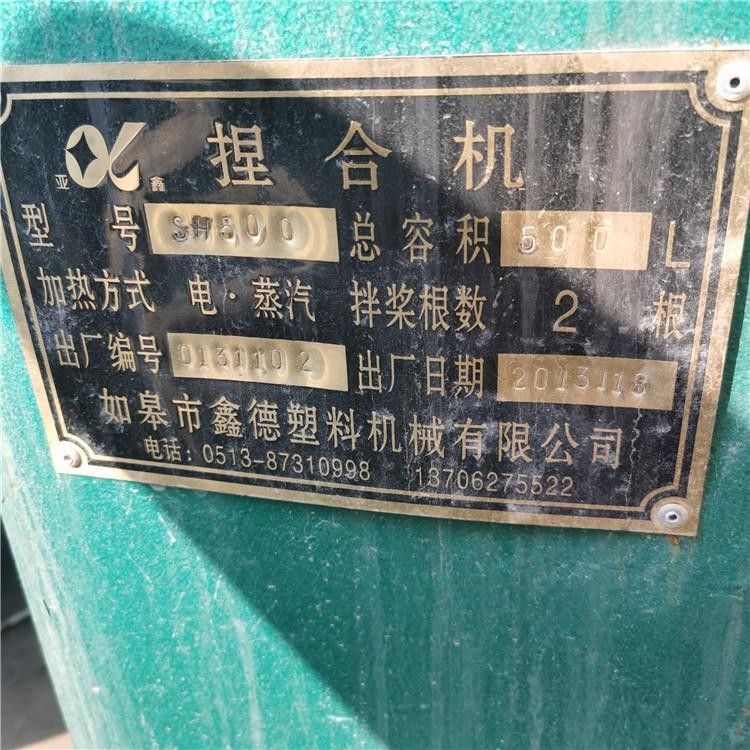 亚 鑫 捏合机
型号 SH500 总容积 500 L
加热方式 电·蒸汽 拌桨根数 2 根
出厂编号 0131102 出厂日期 2013118
如皋市鑫德塑料机械有限公司
电话:0513-87310998 13706275522